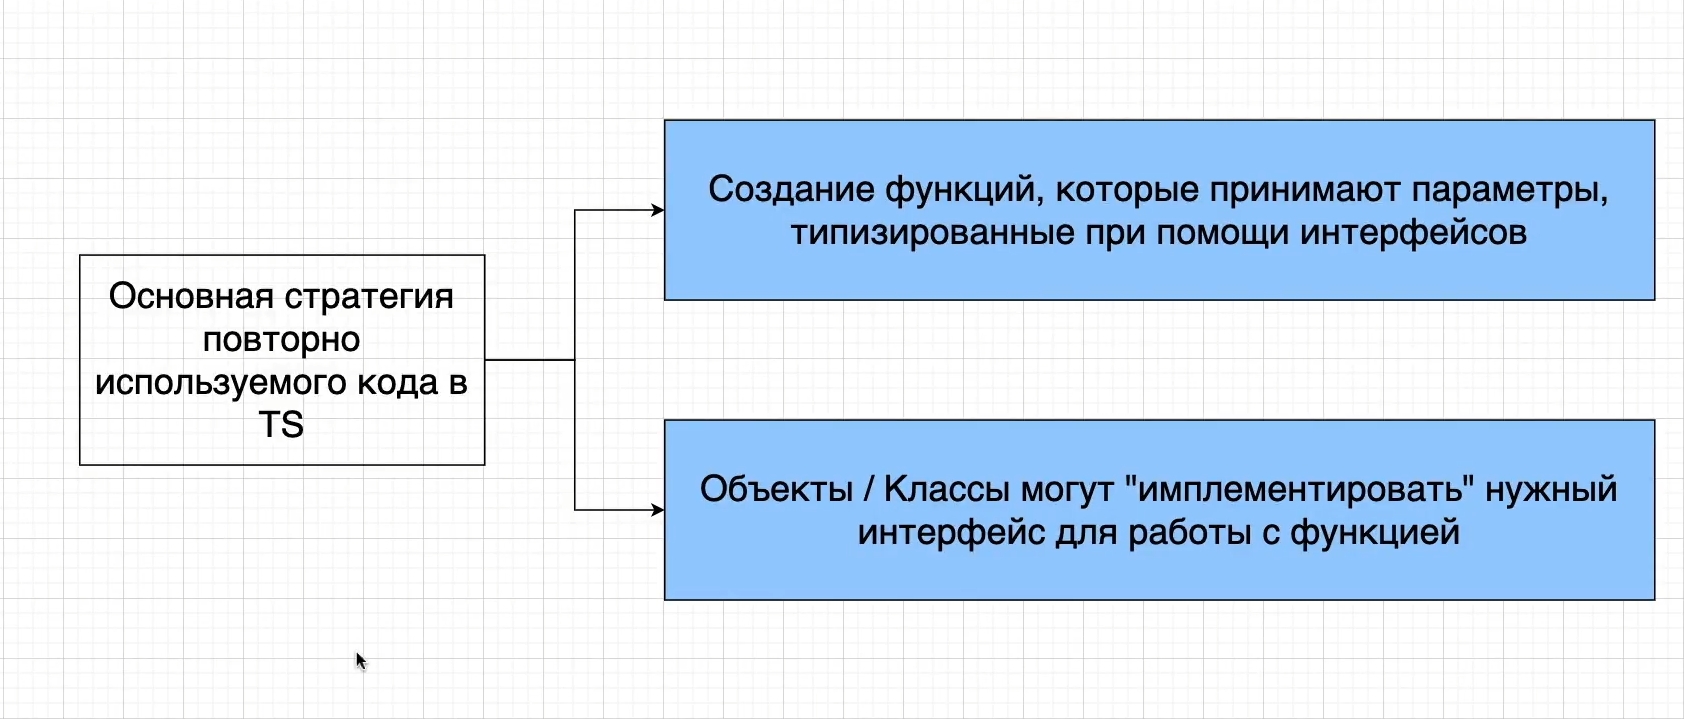 Основная стратегия
повторно
используемого кода в
TS
Создание функций, которые принимают параметры,
типизированные при помощи интерфейсов
Объекты / Классы могут "имплементировать" нужный
интерфейс для работы с функцией